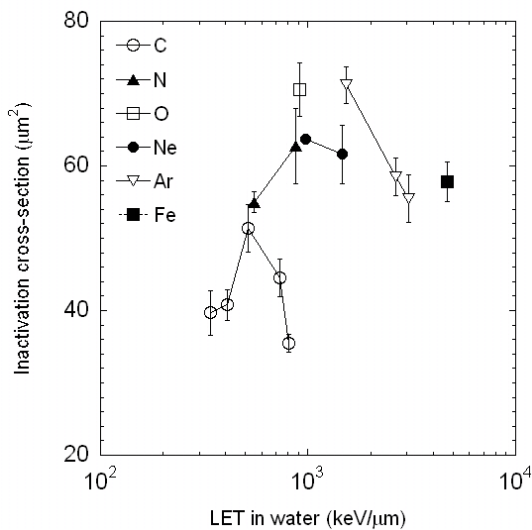 80
C
N
O
Ne
Ar
Fe
60
40
20
Inactivation cross-section (μm²)
10² 10³ 10⁴
LET in water (keV/μm)